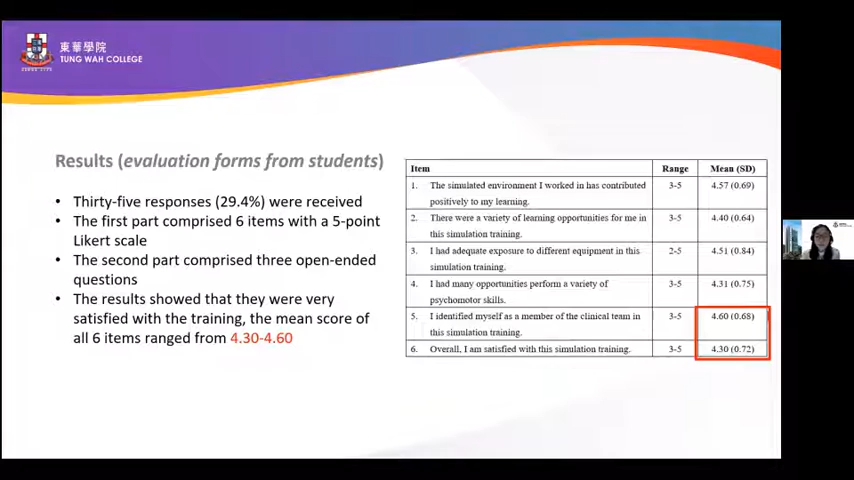 東華學院
TUNG WAH COLLEGE
Results (evaluation forms from students)
• Thirty-five responses (29.4%) were received
• The first part comprised 6 items with a 5-point
Likert scale
• The second part comprised three open-ended
questions
• The results showed that they were very
satisfied with the training, the mean score of
all 6 items ranged from 4.30-4.60
Item Range Mean (SD)
1. The simulated environment I worked in has contributed 3-5 4.57 (0.69)
positively to my learning.
2. There were a variety of learning opportunities for me in 3-5 4.40 (0.64)
this simulation training.
3. I had adequate exposure to different equipment in this 2-5 4.51 (0.84)
simulation training.
4. I had many opportunities perform a variety of 3-5 4.31 (0.75)
psychomotor skills.
5. I identified myself as a member of the clinical team in 3-5 4.60 (0.68)
this simulation training.
6. Overall, I am satisfied with this simulation training. 3-5 4.30 (0.72)